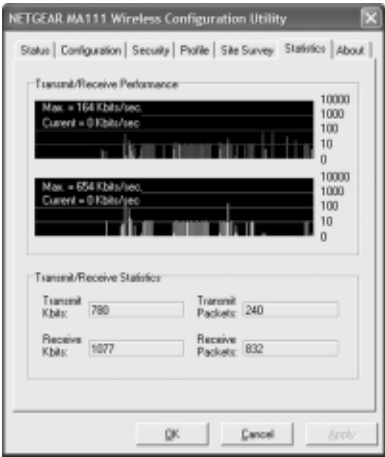 NETGEAR MA111 Wireless Configuration Utility
Status Configuration Security Profile Site Survey Statistics About
Transmit/Receive Performance
Max. = 164 Kbits/sec.
Current = 0 Kbits/sec
10000
1000
100
10
0
Max. = 654 Kbits/sec.
Current = 0 Kbits/sec
10000
1000
100
10
0
Transmit/Receive Statistics
Transmit Kbits: 780
Transmit Packets: 240
Receive Kbits: 1077
Receive Packets: 832
OK Cancel Apply